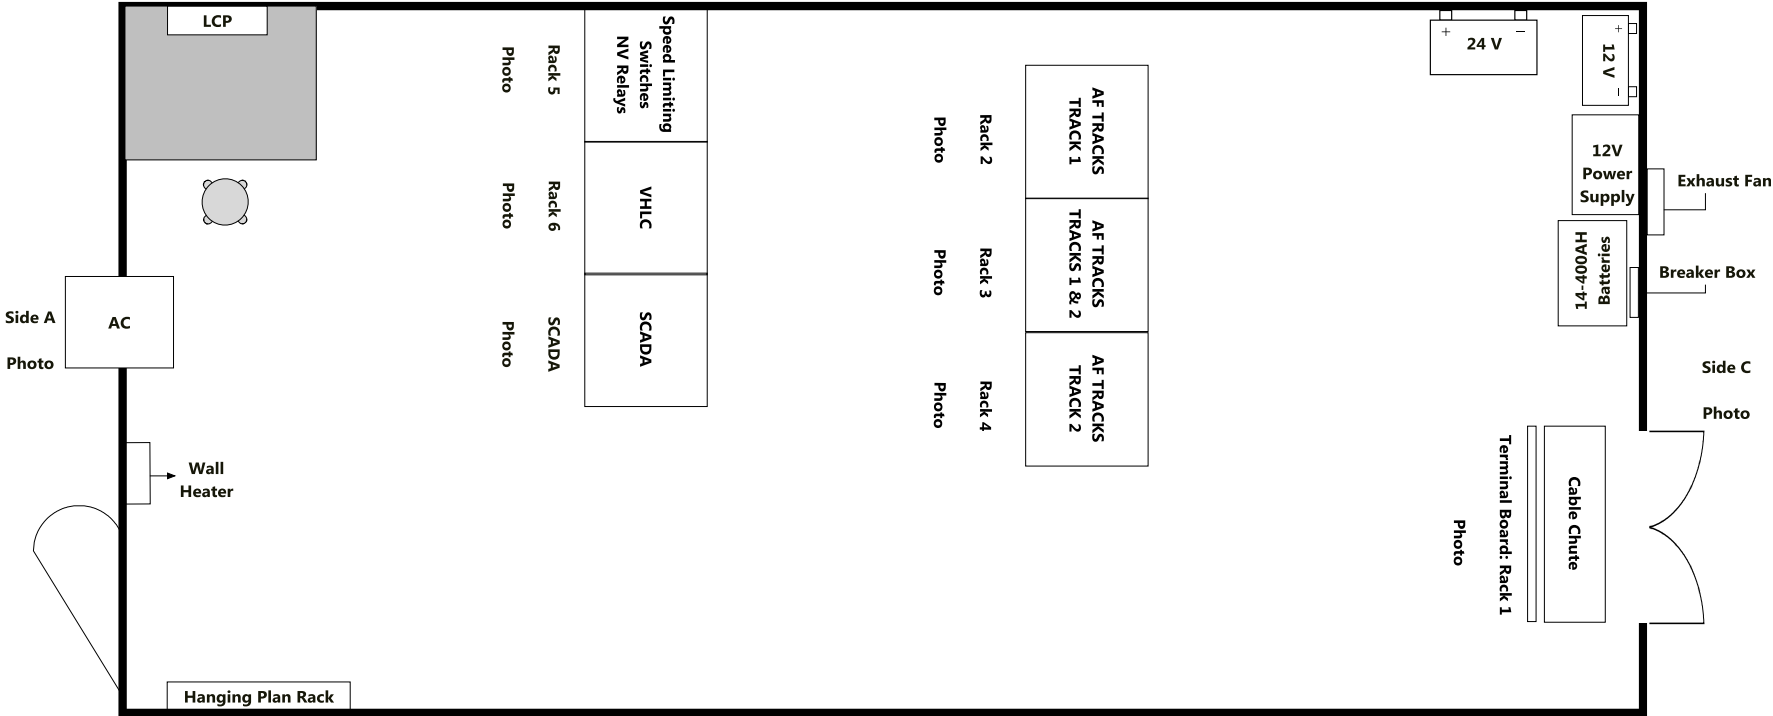 LCP
Speed Limiting
Switches
NV Relays
Rack 5
Photo
VHLC
Rack 6
Photo
SCADA
SCADA
Photo
AF TRACKS
TRACK 1
Rack 2
Photo
AF TRACKS
TRACKS 1 & 2
Rack 3
Photo
AF TRACKS
TRACK 2
Rack 4
Photo
+ −
24 V
+
12 V
−
12V
Power
Supply
Exhaust Fan
Batteries
14-400AH
Breaker Box
Side A
Photo
AC
Side C
Photo
Wall
Heater
Cable Chute
Terminal Board: Rack 1
Photo
Hanging Plan Rack